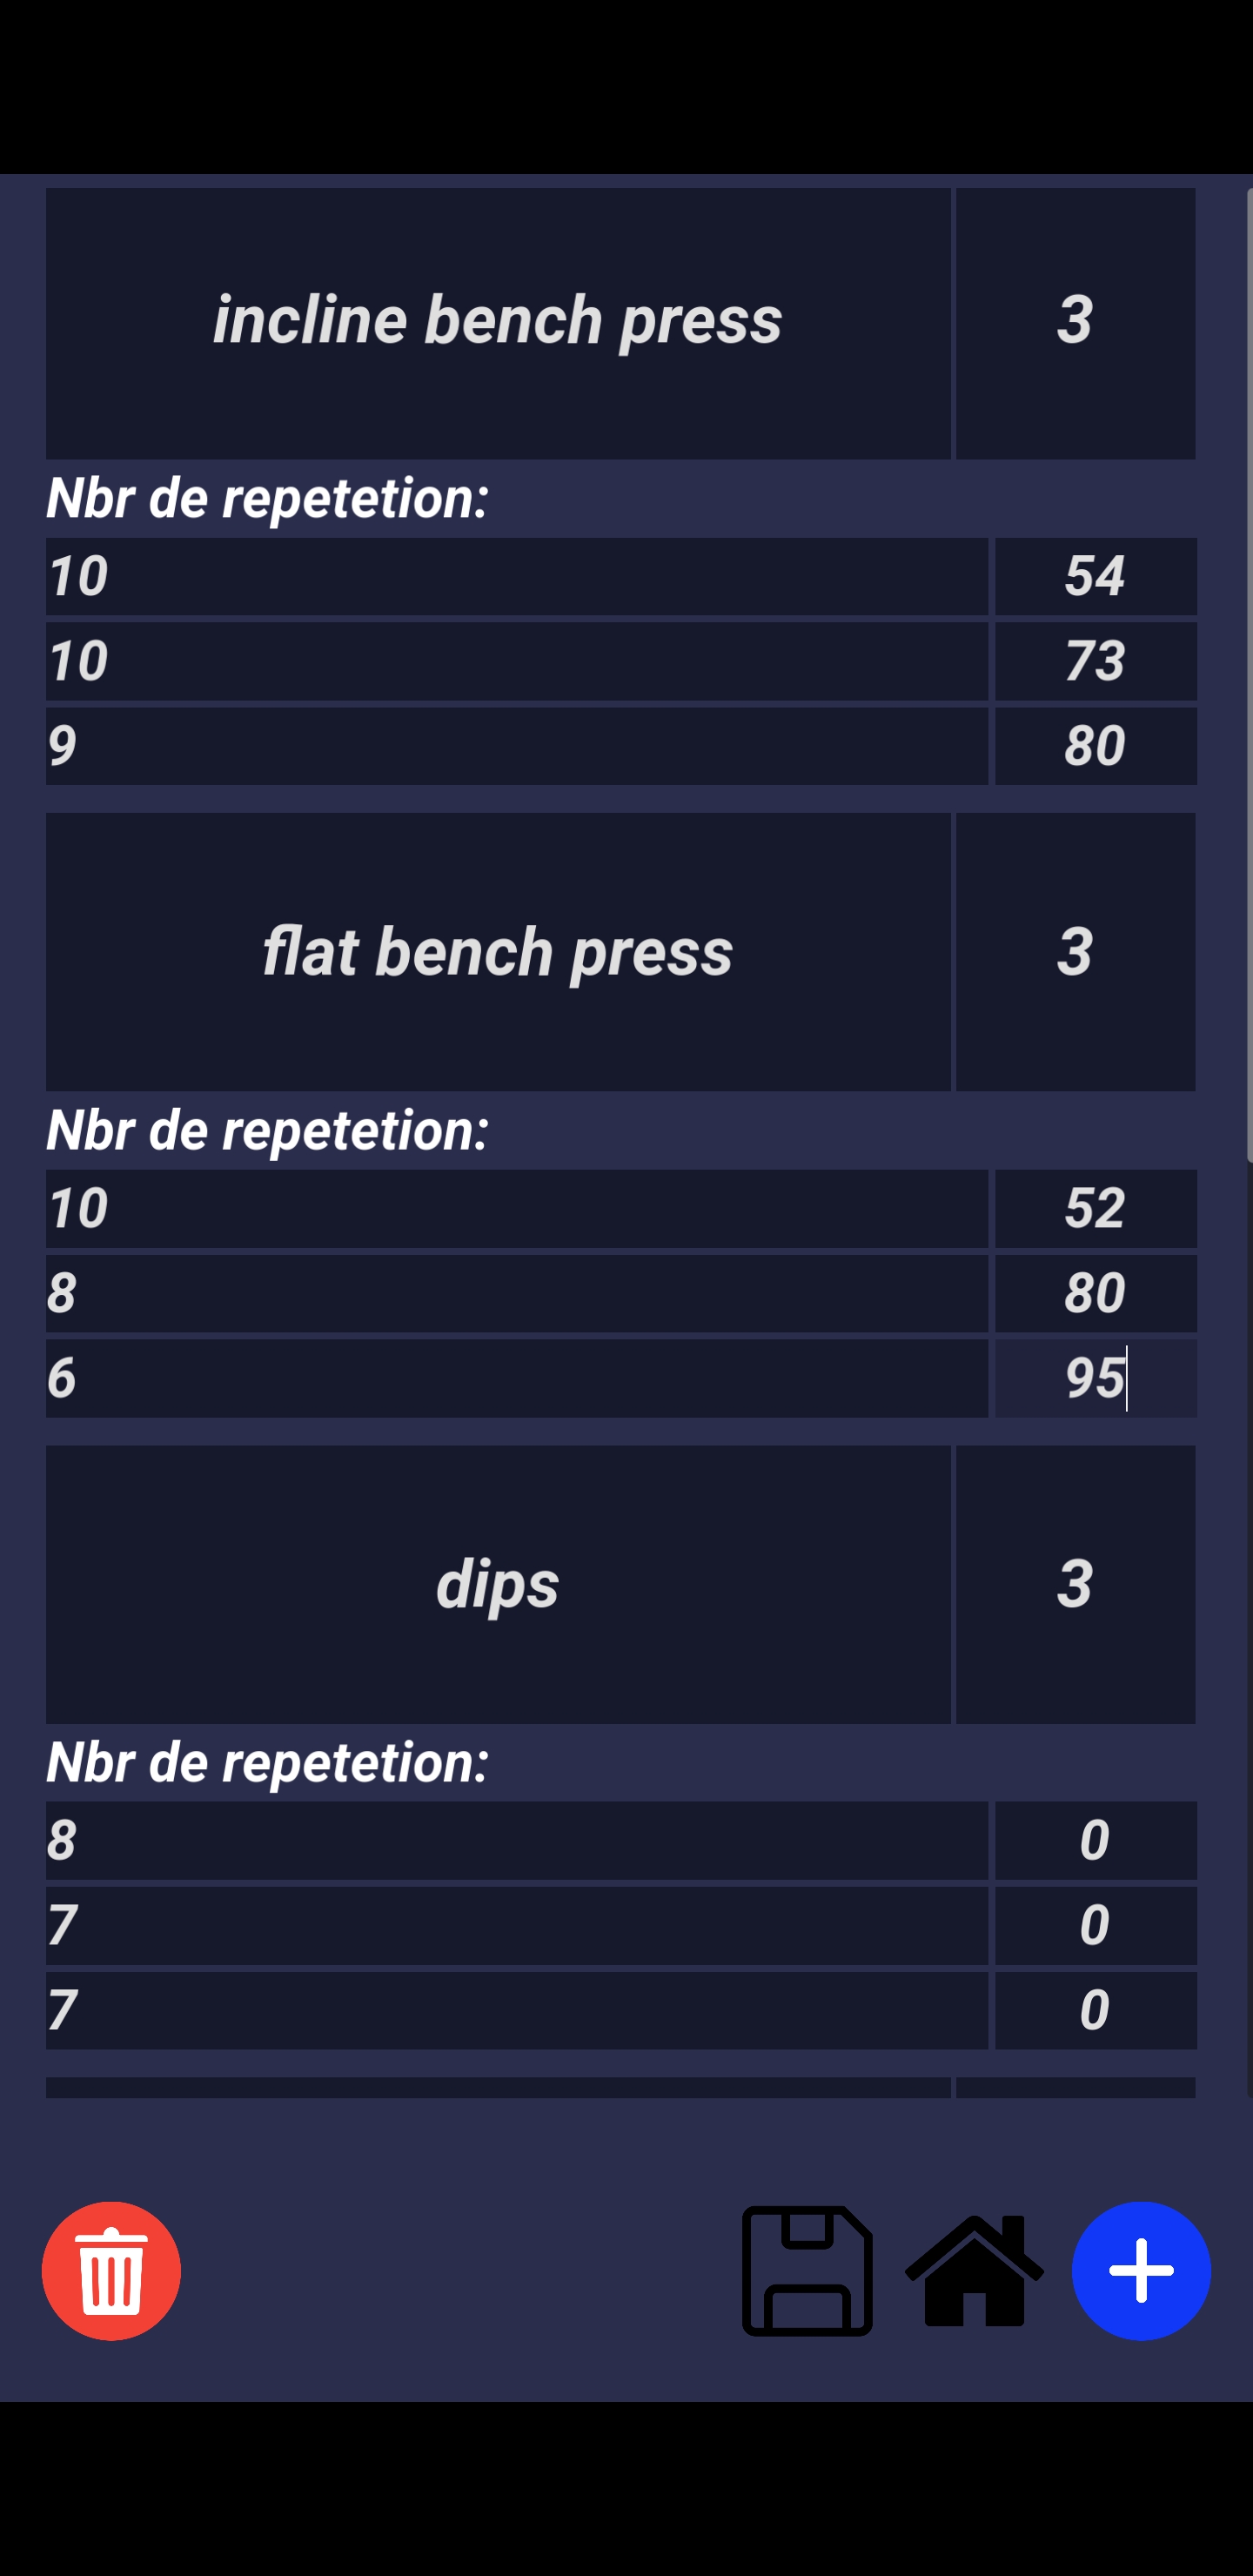 incline bench press 3
Nbr de repetetion:
10 54
10 73
9 80
flat bench press 3
Nbr de repetetion:
10 52
8 80
6 95
dips 3
Nbr de repetetion:
8 0
7 0
7 0